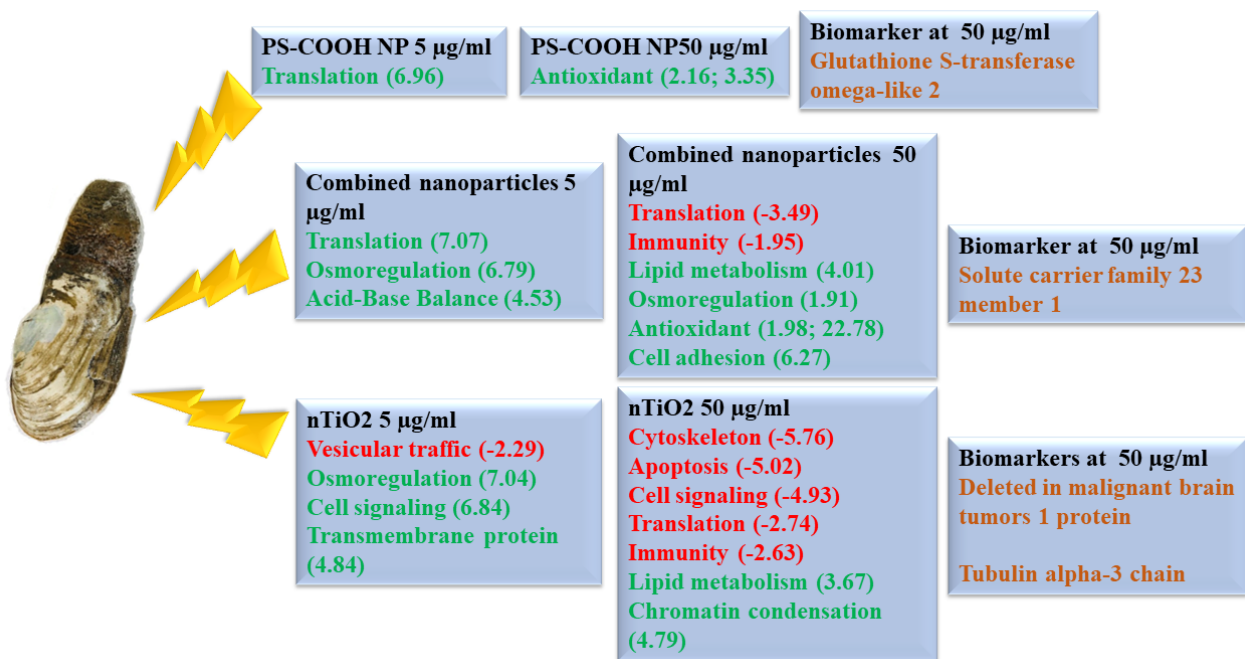 PS-COOH NP 5 µg/ml
Translation (6.96)
PS-COOH NP50 µg/ml
Antioxidant (2.16; 3.35)
Biomarker at 50 µg/ml
Glutathione S-transferase
omega-like 2
Combined nanoparticles 5
µg/ml
Translation (7.07)
Osmoregulation (6.79)
Acid-Base Balance (4.53)
Combined nanoparticles 50
µg/ml
Translation (-3.49)
Immunity (-1.95)
Lipid metabolism (4.01)
Osmoregulation (1.91)
Antioxidant (1.98; 22.78)
Cell adhesion (6.27)
Biomarker at 50 µg/ml
Solute carrier family 23
member 1
nTiO2 5 µg/ml
Vesicular traffic (-2.29)
Osmoregulation (7.04)
Cell signaling (6.84)
Transmembrane protein
(4.84)
nTiO2 50 µg/ml
Cytoskeleton (-5.76)
Apoptosis (-5.02)
Cell signaling (-4.93)
Translation (-2.74)
Immunity (-2.63)
Lipid metabolism (3.67)
Chromatin condensation
(4.79)
Biomarkers at 50 µg/ml
Deleted in malignant brain
tumors 1 protein
Tubulin alpha-3 chain